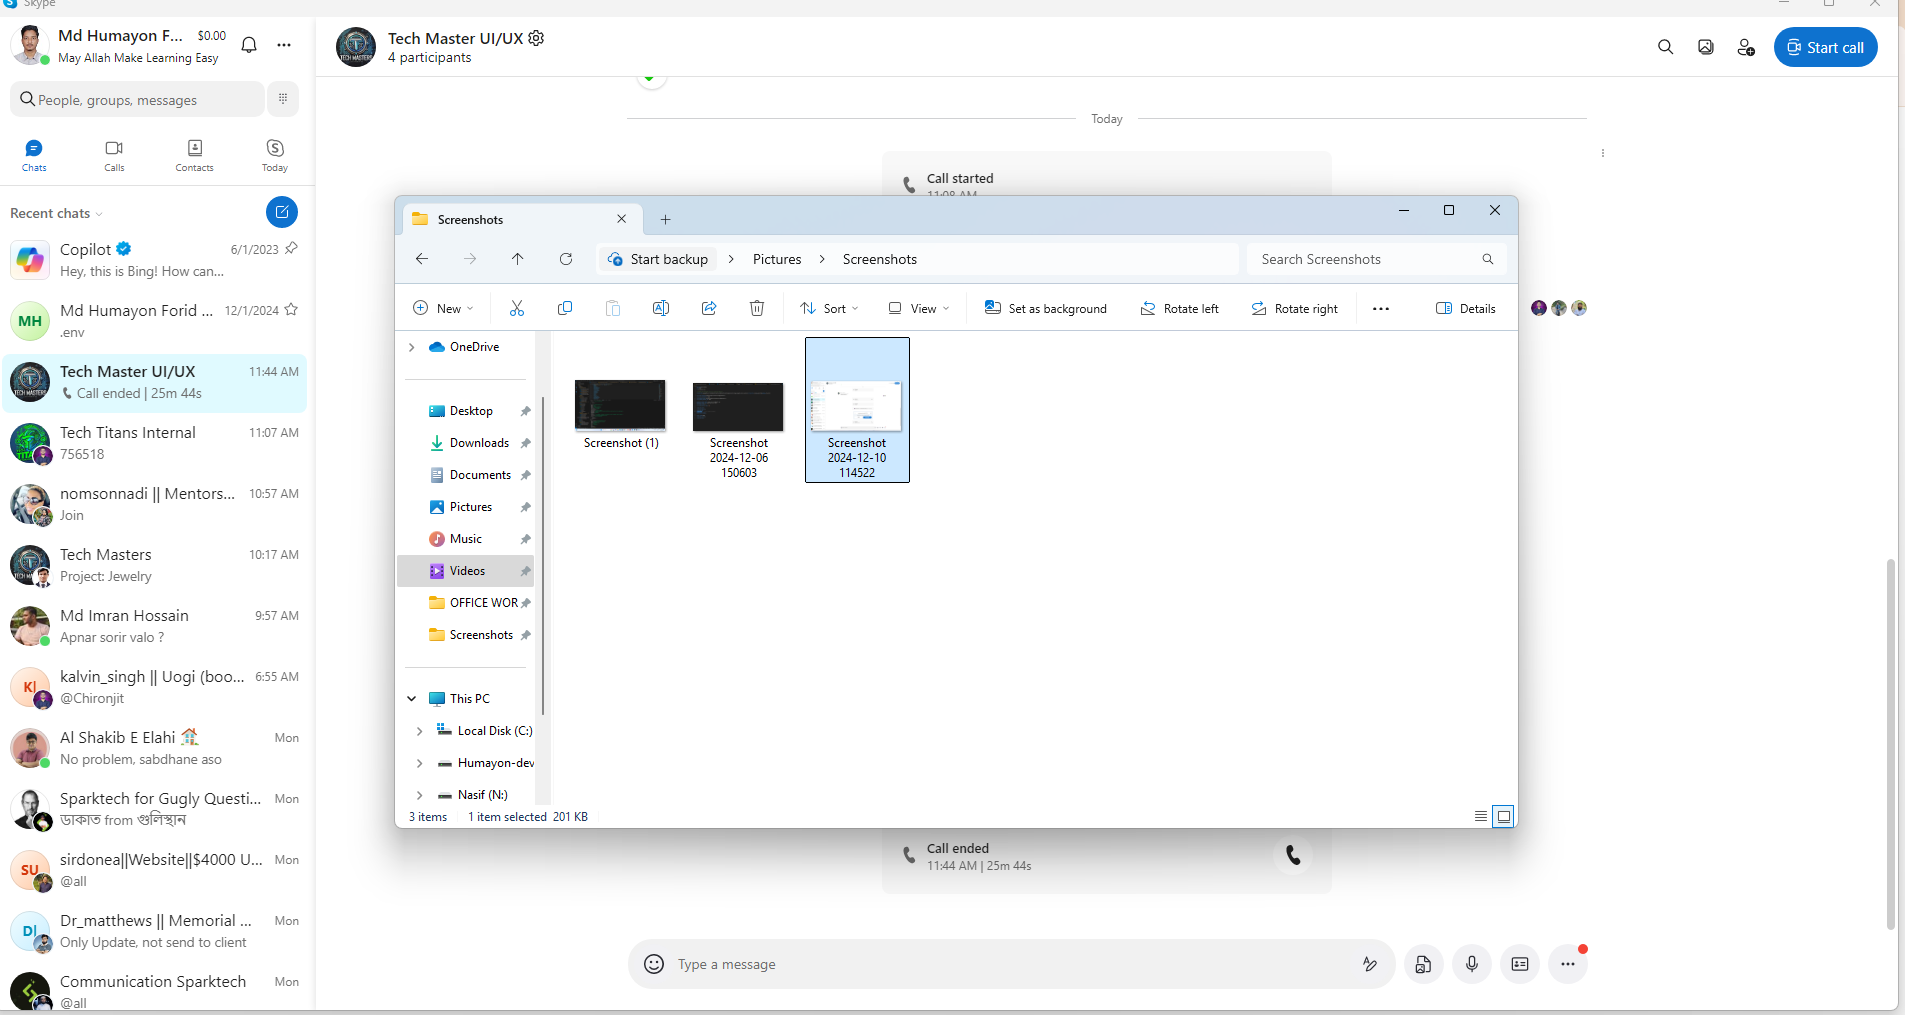 Skype
Md Humayon F... $0.00
May Allah Make Learning Easy
People, groups, messages
Chats Calls Contacts Today
Recent chats
Copilot 6/1/2023
Hey, this is Bing! How can...
MH
Md Humayon Forid ... 12/1/2024
.env
Tech Master UI/UX 11:44 AM
Call ended | 25m 44s
Tech Titans Internal 11:07 AM
756518
nomsonnadi || Mentors... 10:57 AM
Join
Tech Masters 10:17 AM
Project: Jewelry
Md Imran Hossain 9:57 AM
Apnar sorir valo ?
K|
kalvin_singh || Uogi (boo... 6:55 AM
@Chironjit
Al Shakib E Elahi Mon
No problem, sabdhane aso
Sparktech for Gugly Questi... Mon
ডাকাত from গুলিস্থান
SU
sirdonea||Website||$4000 U... Mon
@all
D|
Dr_matthews || Memorial ... Mon
Only Update, not send to client
Communication Sparktech Mon
@all
Tech Master UI/UX
4 participants
Start call
Today
Call started
11:08 AM
Screenshots
Start backup Pictures Screenshots
Search Screenshots
New Sort View Set as background Rotate left Rotate right Details
OneDrive
Desktop
Downloads
Documents
Pictures
Music
Videos
OFFICE WOR
Screenshots
This PC
Local Disk (C:)
Humayon-dev
Nasif (N:)
Screenshot (1)
Screenshot
2024-12-06
150603
Screenshot
2024-12-10
114522
3 items 1 item selected 201 KB
Call ended
11:44 AM | 25m 44s
Type a message